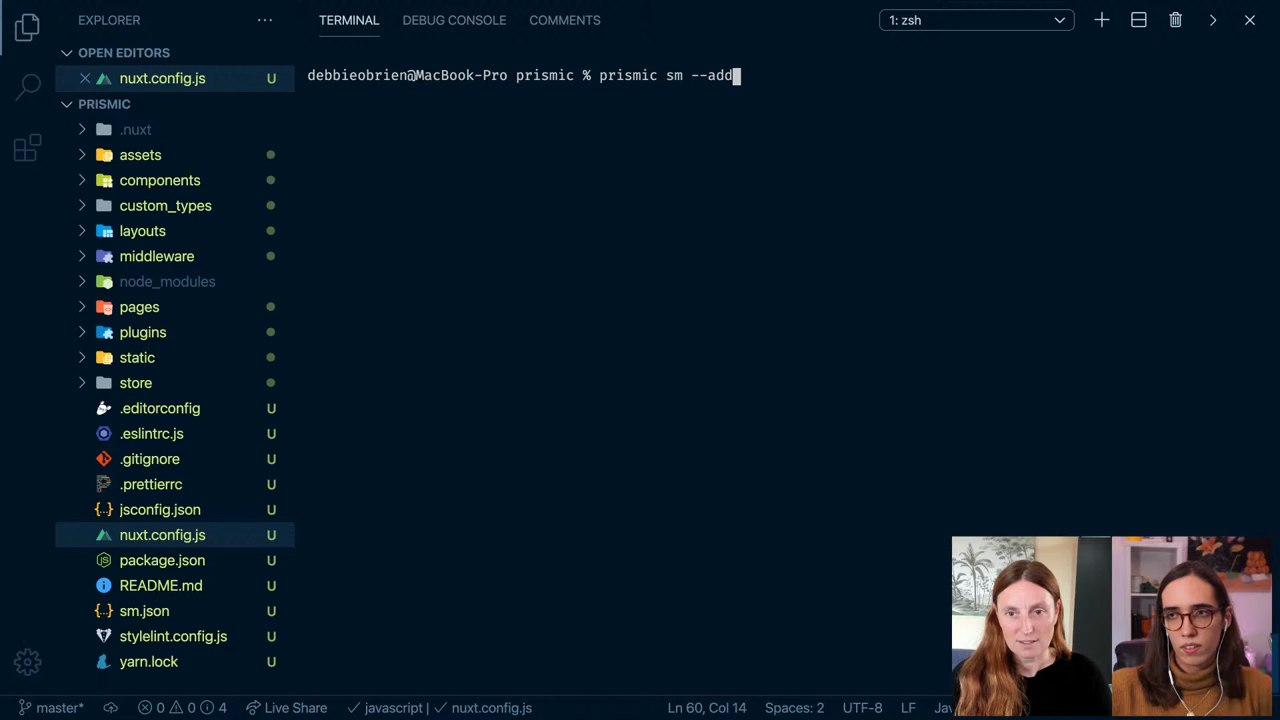 EXPLORER
TERMINAL
DEBUG CONSOLE
COMMENTS
1: zsh
OPEN EDITORS
nuxt.config.js U
debbieobrien@MacBook-Pro prismic % prismic sm --add
PRISMIC
.nuxt
assets
components
custom_types
layouts
middleware
node_modules
pages
plugins
static
store
.editorconfig U
.eslintrc.js U
.gitignore U
.prettierrc U
jsconfig.json U
nuxt.config.js U
package.json U
README.md U
sm.json U
stylelint.config.js U
yarn.lock U
master* 0 0 4 Live Share javascript | nuxt.config.js Ln 60, Col 14 Spaces: 2 UTF-8 LF